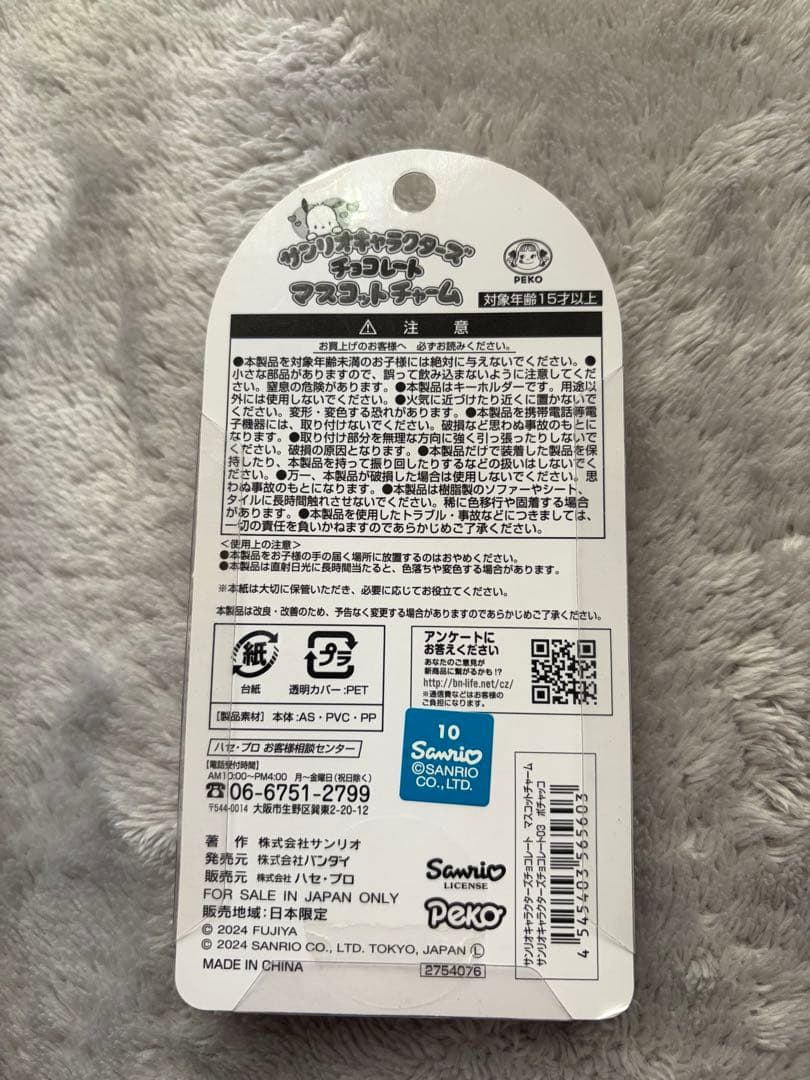 サンリオキャラクターズ
チョコレート
マスコットチャーム
PEKO
対象年齢15才以上
⚠ 注 意
お買上げのお客様へ 必ずお読みください。
●本製品を対象年齢未満のお子様には絶対に与えないでください。●
小さな部品がありますので、誤って飲み込まないように注意してくだ
さい。窒息の危険があります。●本製品はキーホルダーです。用途以
外には使用しないでください。●火気に近づけたり近くに置かないで
ください。変形・変色する恐れがあります。●本製品を携帯電話等電
子機器には、取り付けないでください。破損など思わぬ事故のもとに
なります。●取り付け部分を無理な方向に強く引っ張ったりしないで
ください。破損の原因となります。●本製品だけで装着した製品を保
持したり、本製品を持って振り回したりするなどの扱いはしないでく
ださい。●万一、本製品が破損した場合は使用しないでください。思
わぬ事故のもとになります。●本製品は樹脂製のソファーやシート、
タイルに長時間触れさせないでください。稀に色移行や固着する場合
があります。●本製品を使用したトラブル・事故などにつきましては、
一切の責任を負いかねますのであらかじめご了承ください。
<使用上の注意>
●本製品をお子様の手の届く場所に放置するのはおやめください。
●本製品は直射日光に長時間当たると、色落ちや変色する場合があります。
※本紙は大切に保管いただき、必要に応じてお役立てください。
本製品は改良・改善のため、予告なく変更する場合がありますのであらかじめご了承ください。
紙
台紙
プラ
透明カバー:PET
[製品素材] 本体:AS・PVC・PP
アンケートに
お答えください
あなたのご意見が
新商品に繋がるかも!?
http://bn-life.net/cz/
※通信費などはお客様の
ご負担になります。
10
Sanrio
©SANRIO
CO., LTD.
ハセ・プロ お客様相談センター
【電話受付時間】
AM10:00~PM4:00 月~金曜日(祝日除く)
☎06-6751-2799
〒544-0014 大阪市生野区巽東2-20-12
著 作 株式会社サンリオ
発売元 株式会社バンダイ
販売元 株式会社 ハセ・プロ
FOR SALE IN JAPAN ONLY
販売地域:日本限定
© 2024 FUJIYA
© 2024 SANRIO CO., LTD. TOKYO, JAPAN Ⓛ
MADE IN CHINA
Sanrio
LICENSE
PeKo
2754076
サンリオキャラクターズチョコレート マスコットチャーム
サンリオキャラクターズチョコレート03 ポチャッコ
4 545403 565603